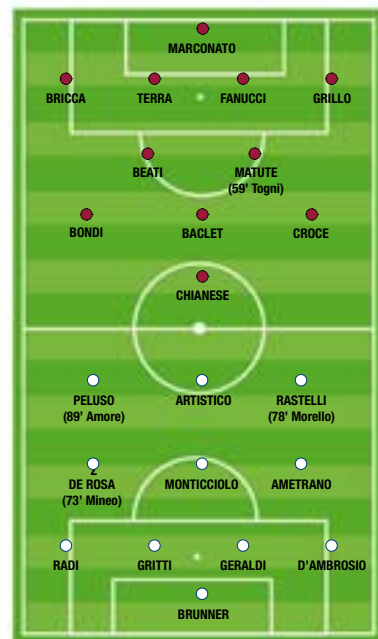 MARCONATO
BRICCA TERRA FANUCCI GRILLO
BEATI MATUTE
(59' Togni)
BONDI BACLET CROCE
CHIANESE
PELUSO ARTISTICO RASTELLI
(89' Amore) (78' Morello)
Z
DE ROSA MONTICCIOLO AMETRANO
(73' Mineo)
RADI GRITTI GERALDI D'AMBROSIO
BRUNNER